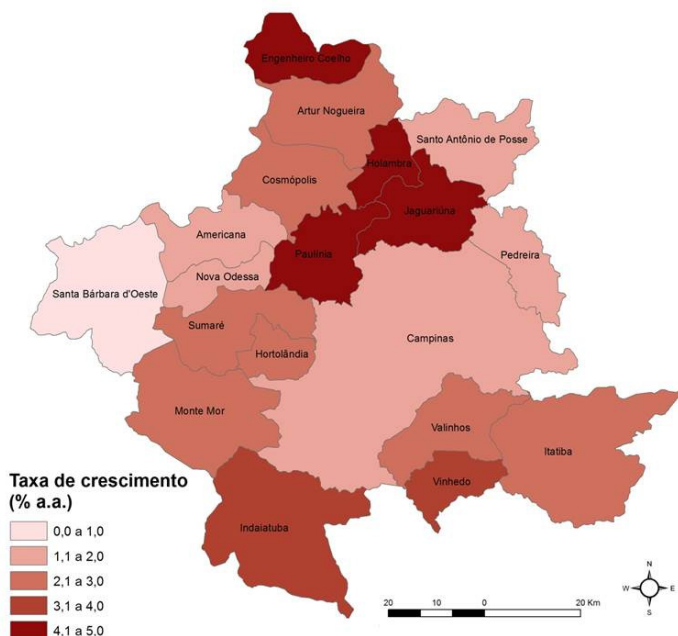 Engenheiro Coelho
Artur Nogueira
Santo Antônio de Posse
Holambra
Cosmópolis
Jaguariúna
Americana
Paulínia
Pedreira
Nova Odessa
Santa Bárbara d'Oeste
Sumaré
Campinas
Hortolândia
Monte Mor
Valinhos
Itatiba
Vinhedo
Indaiatuba
Taxa de crescimento
(% a.a.)
0,0 a 1,0
1,1 a 2,0
2,1 a 3,0
3,1 a 4,0
4,1 a 5,0
N
W E
S
20 10 0 20 Km